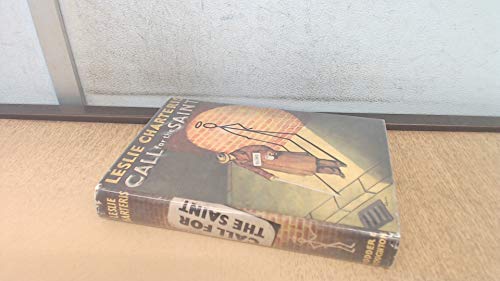 LESLIE CHARTERIS
CALL for the SAINT
LESLIE
CHARTERIS
CALL FOR
THE SAINT
HODDER &
STOUGHTON